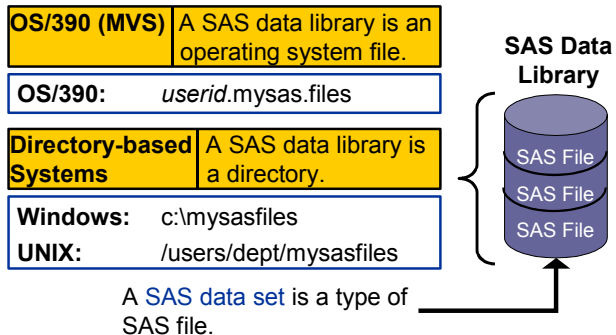 OS/390 (MVS) A SAS data library is an
operating system file.
OS/390: userid.mysas.files
Directory-based A SAS data library is
Systems a directory.
Windows: c:\mysasfiles
UNIX: /users/dept/mysasfiles
SAS Data
Library
SAS File
SAS File
SAS File
A SAS data set is a type of
SAS file.